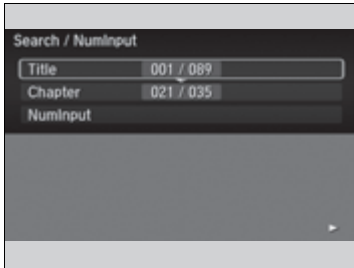 Search / NumInput
Title 001 / 089
Chapter 021 / 035
NumInput